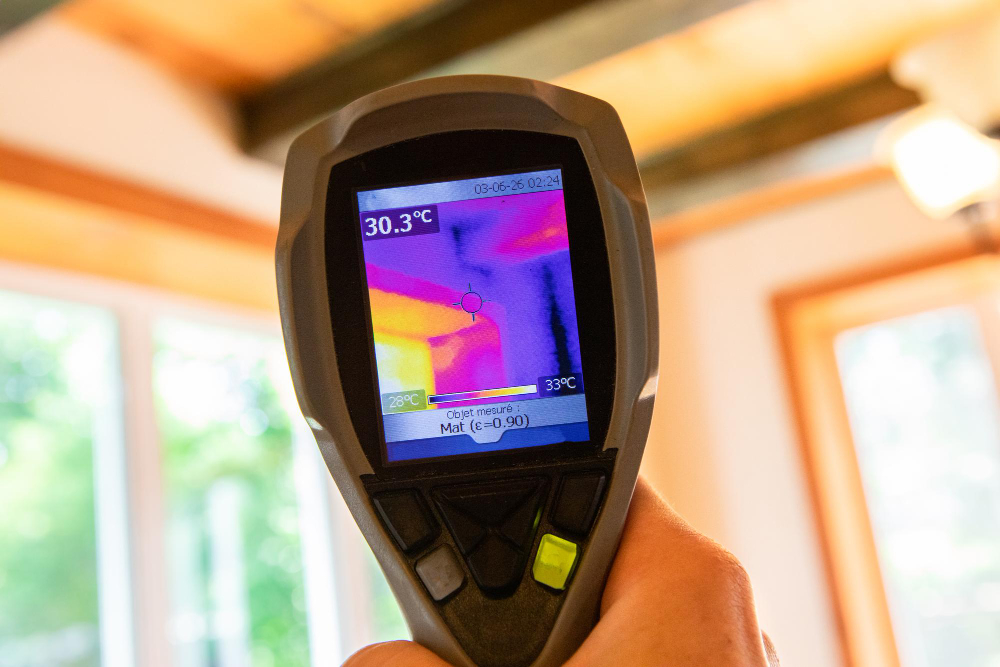 03-06-26 02:24
30.3°C
28°C 33°C
Objet mesuré :
Mat (ε=0.90)